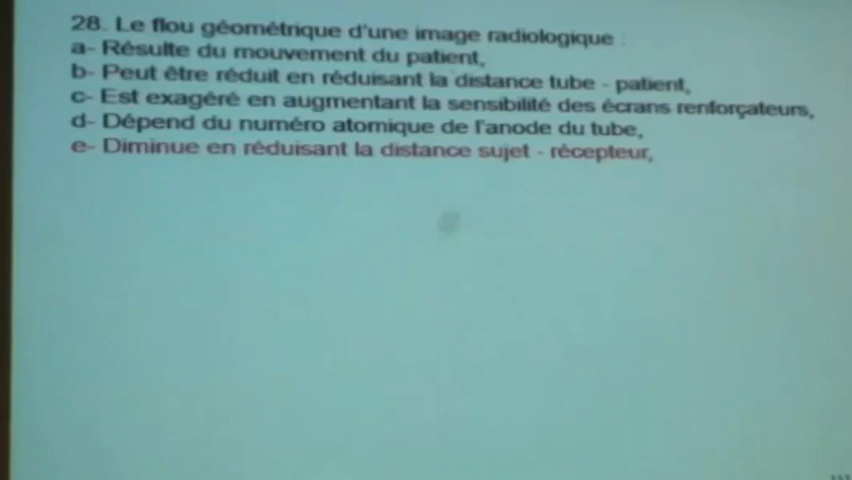 28. Le flou géométrique d'une image radiologique :
a- Résulte du mouvement du patient,
b- Peut être réduit en réduisant la distance tube - patient,
c- Est exagéré en augmentant la sensibilité des écrans renforçateurs,
d- Dépend du numéro atomique de l'anode du tube,
e- Diminue en réduisant la distance sujet - récepteur,